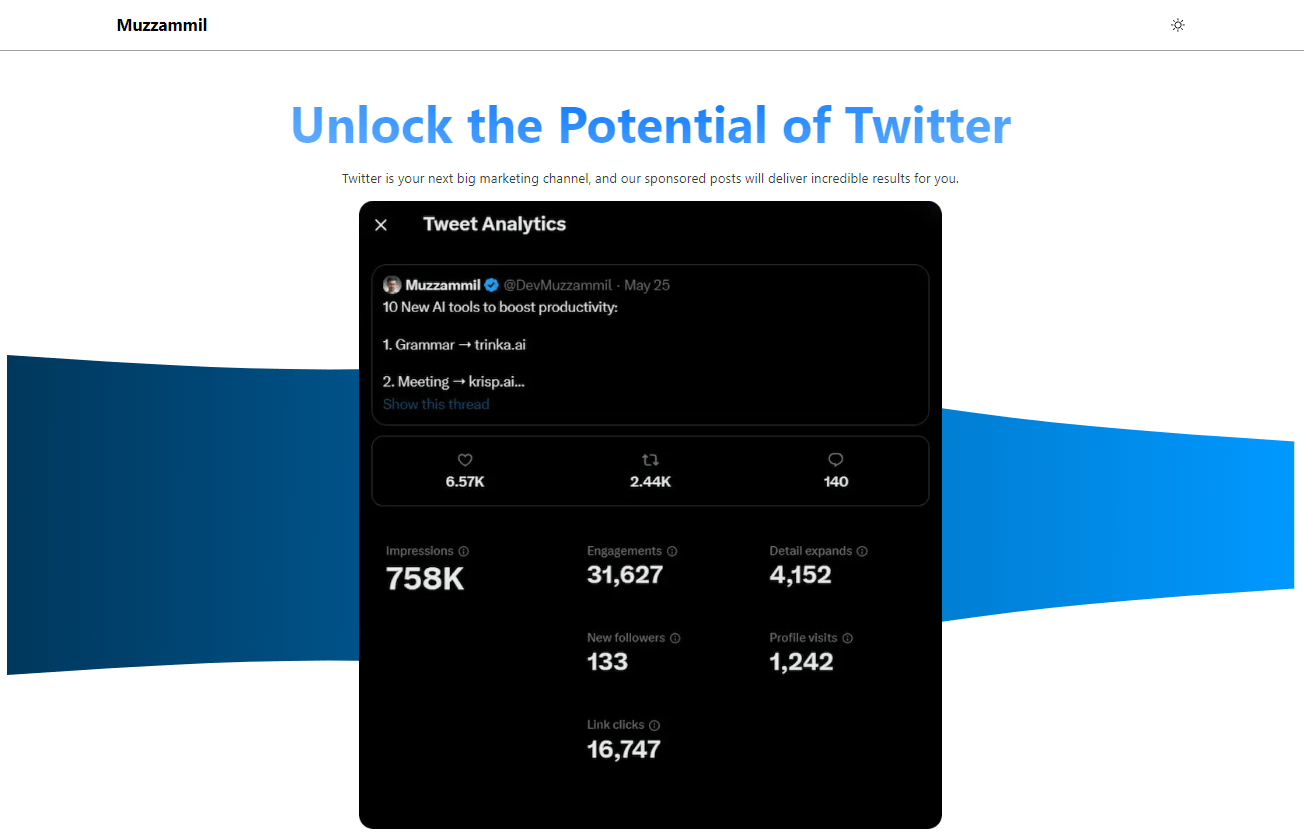 Muzzammil
Unlock the Potential of Twitter
Twitter is your next big marketing channel, and our sponsored posts will deliver incredible results for you.
Tweet Analytics
Muzzammil @DevMuzzammil · May 25
10 New AI tools to boost productivity:
1. Grammar → trinka.ai
2. Meeting → krisp.ai...
Show this thread
6.57K 2.44K 140
Impressions Engagements Detail expands
758K 31,627 4,152
New followers Profile visits
133 1,242
Link clicks
16,747